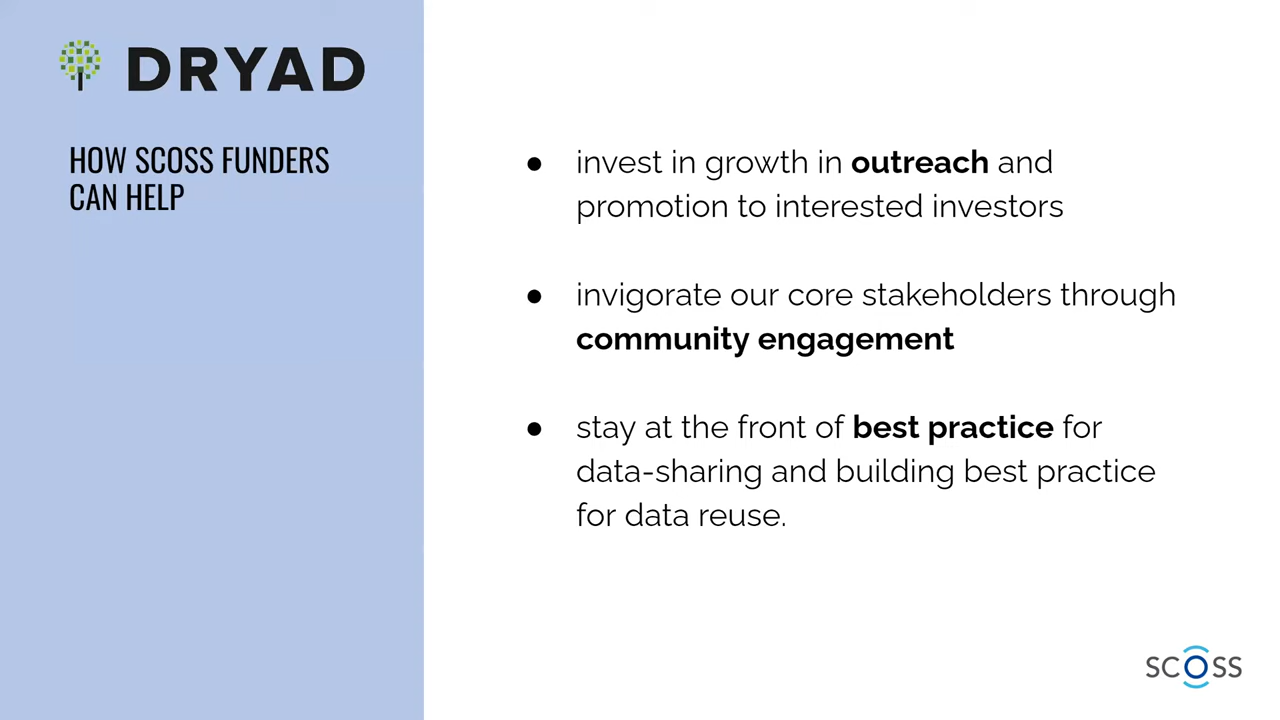 DRYAD
HOW SCOSS FUNDERS
CAN HELP
● invest in growth in outreach and
promotion to interested investors
● invigorate our core stakeholders through
community engagement
● stay at the front of best practice for
data-sharing and building best practice
for data reuse.
SCOSS